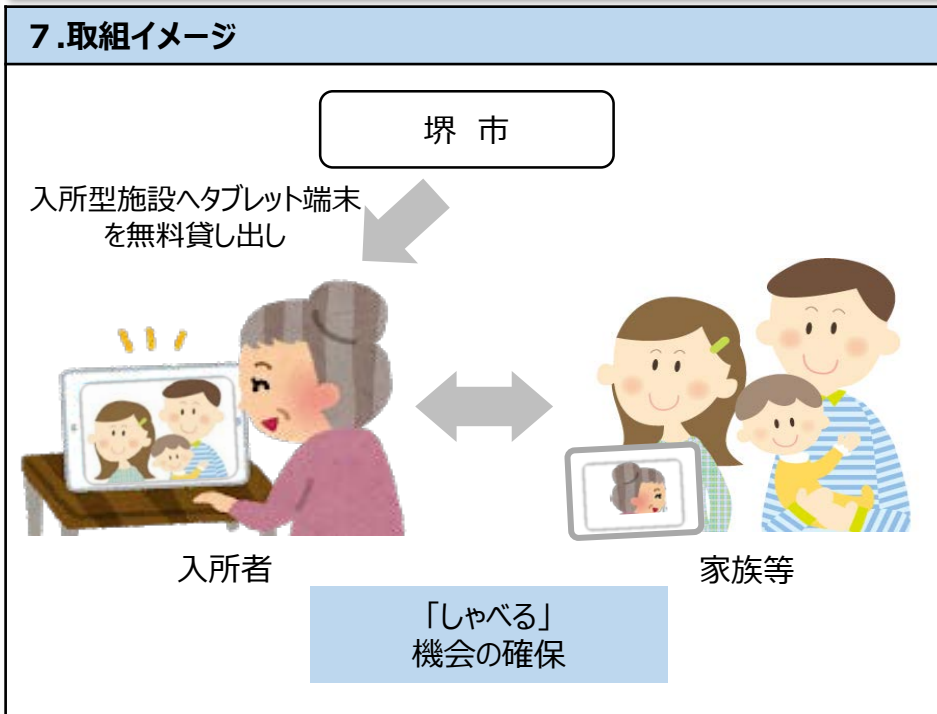 ７.取組イメージ
堺 市
入所型施設へタブレット端末
を無料貸し出し
入所者
家族等
「しゃべる」
機会の確保